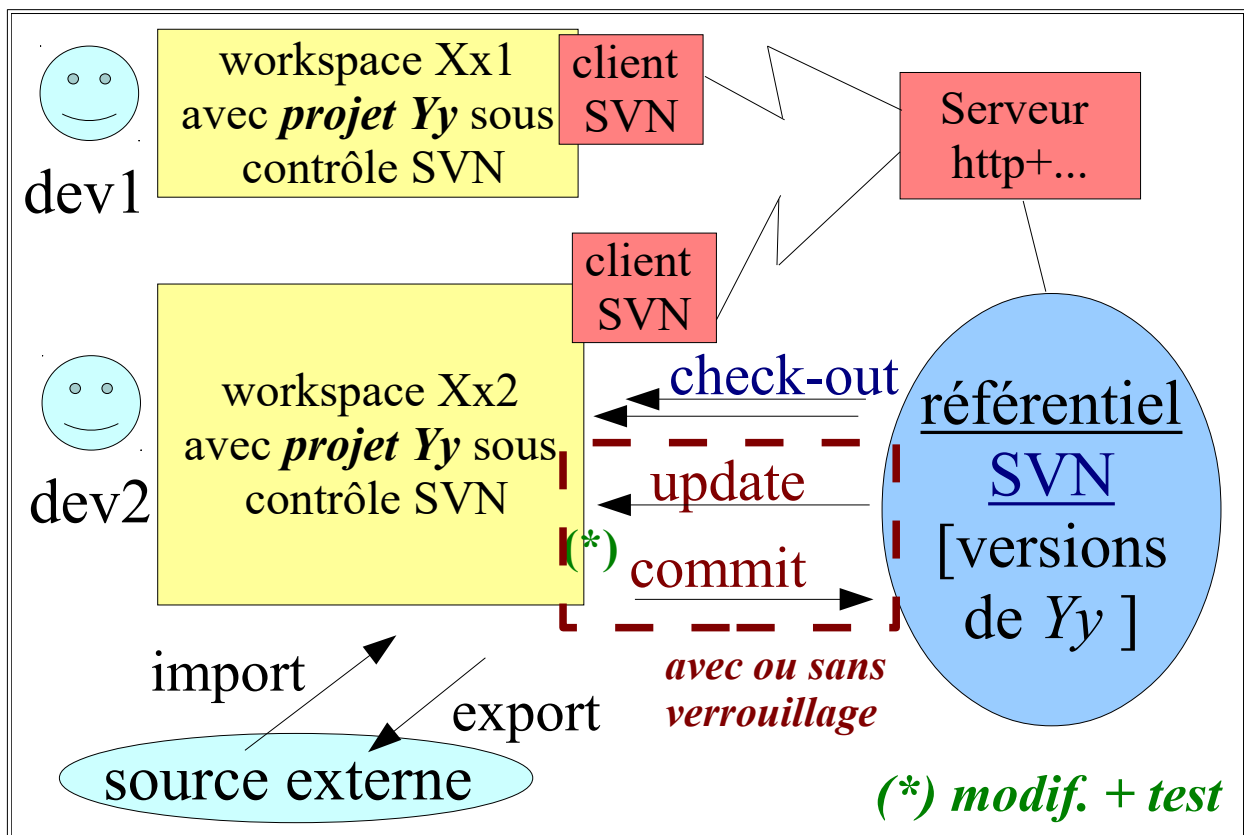 workspace Xx1
avec projet Yy sous
contrôle SVN
client
SVN
dev1
Serveur
http+...
client
SVN
workspace Xx2
avec projet Yy sous
contrôle SVN
dev2
check-out
update
(*)
commit
référentiel
SVN
[versions
de Yy ]
avec ou sans
verrouillage
import
export
source externe
(*) modif. + test